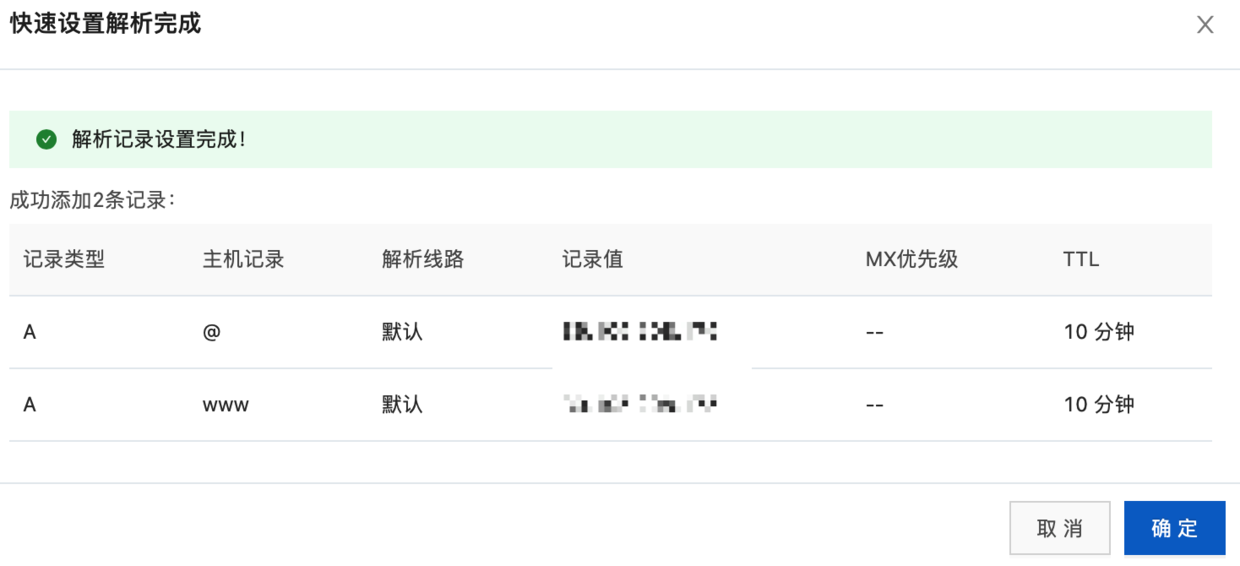 快速设置解析完成
解析记录设置完成!
成功添加2条记录:
记录类型 主机记录 解析线路 记录值 MX优先级 TTL
A @ 默认 -- 10 分钟
A www 默认 -- 10 分钟
取 消 确 定